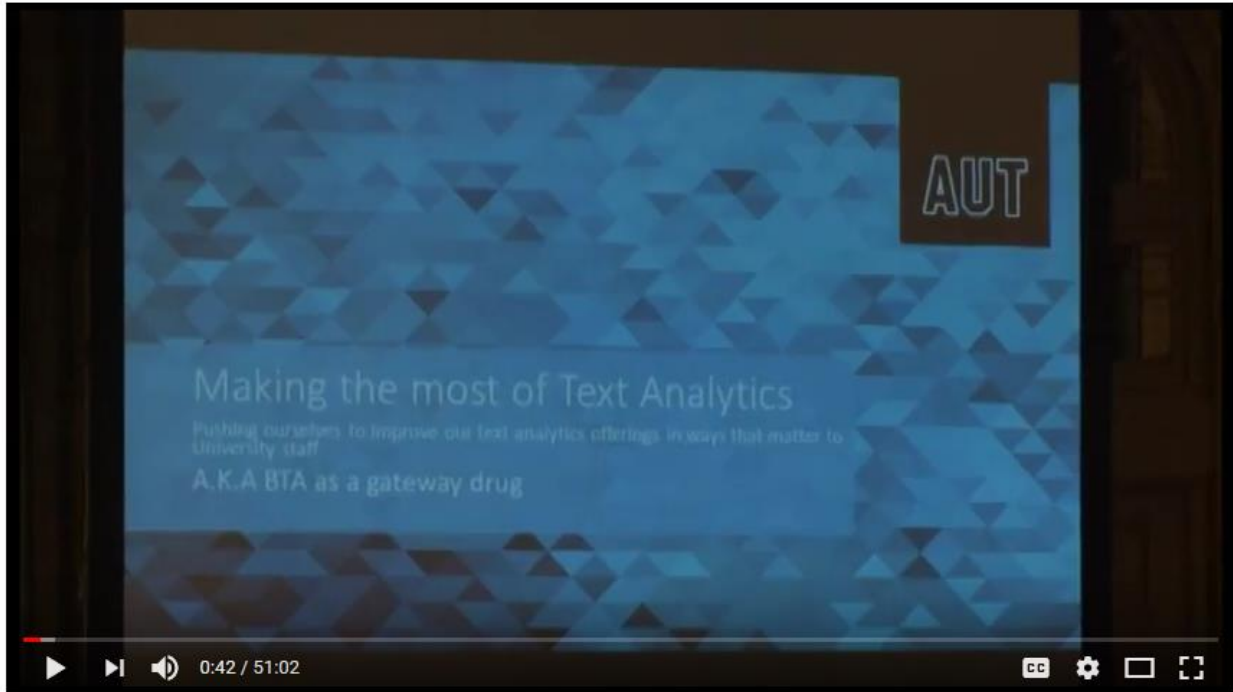 AUT
Making the most of Text Analytics
Pushing ourselves to improve our text analytics offerings in ways that matter to
University staff
A.K.A BTA as a gateway drug
0:42 / 51:02
CC